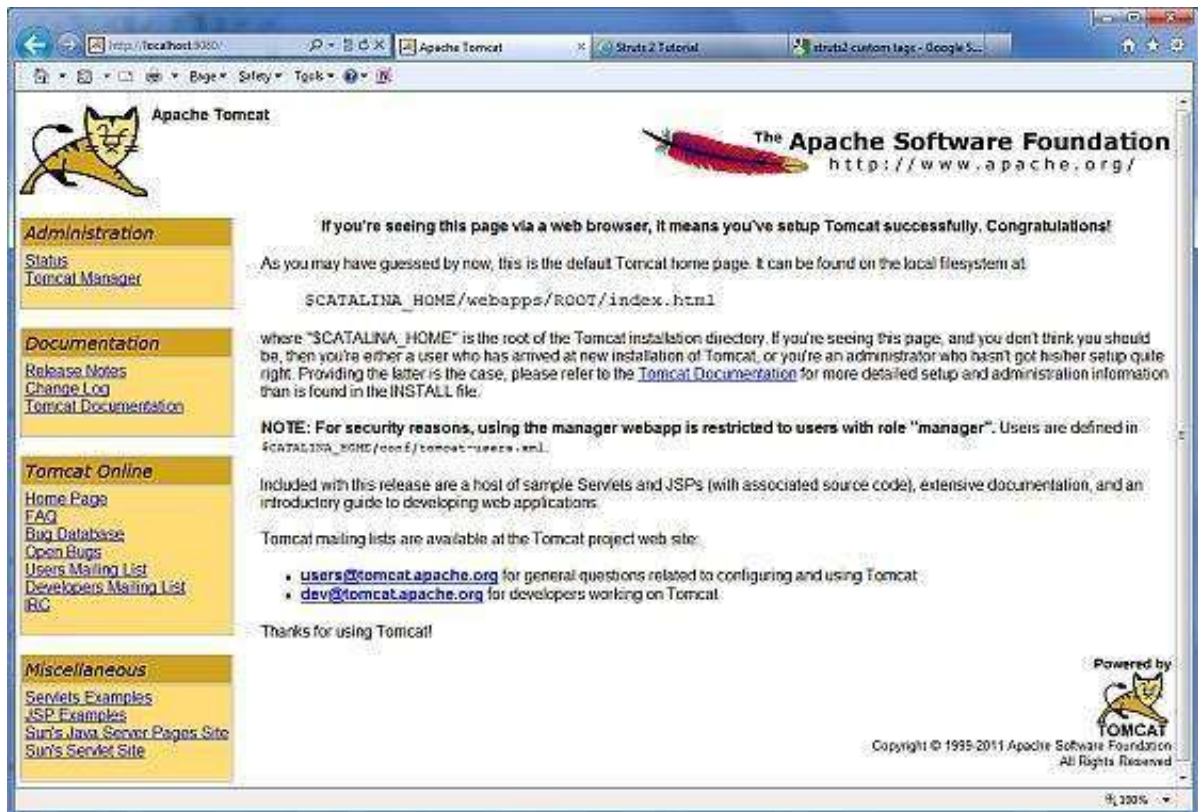 http://localhost:8080/
Apache Tomcat
Struts 2 Tutorial
struts2 custom tags - Google S...
Page
Safety
Tools
Apache Tomcat
The Apache Software Foundation
http://www.apache.org/
Administration
Status
Tomcat Manager
Documentation
Release Notes
Change Log
Tomcat Documentation
Tomcat Online
Home Page
FAQ
Bug Database
Open Bugs
Users Mailing List
Developers Mailing List
IRC
Miscellaneous
Servlets Examples
JSP Examples
Sun's Java Server Pages Site
Sun's Servlet Site
If you're seeing this page via a web browser, it means you've setup Tomcat successfully. Congratulations!
As you may have guessed by now, this is the default Tomcat home page. It can be found on the local filesystem at:
$CATALINA_HOME/webapps/ROOT/index.html
where "$CATALINA_HOME" is the root of the Tomcat installation directory. If you're seeing this page, and you don't think you should
be, then you're either a user who has arrived at new installation of Tomcat, or you're an administrator who hasn't got his/her setup quite
right. Providing the latter is the case, please refer to the Tomcat Documentation for more detailed setup and administration information
than is found in the INSTALL file.
NOTE: For security reasons, using the manager webapp is restricted to users with role "manager". Users are defined in
$CATALINA_HOME/conf/tomcat-users.xml.
Included with this release are a host of sample Servlets and JSPs (with associated source code), extensive documentation, and an
introductory guide to developing web applications.
Tomcat mailing lists are available at the Tomcat project web site:
• users@tomcat.apache.org for general questions related to configuring and using Tomcat
• dev@tomcat.apache.org for developers working on Tomcat
Thanks for using Tomcat!
Powered by
TOMCAT
Copyright © 1999-2011 Apache Software Foundation
All Rights Reserved
100%